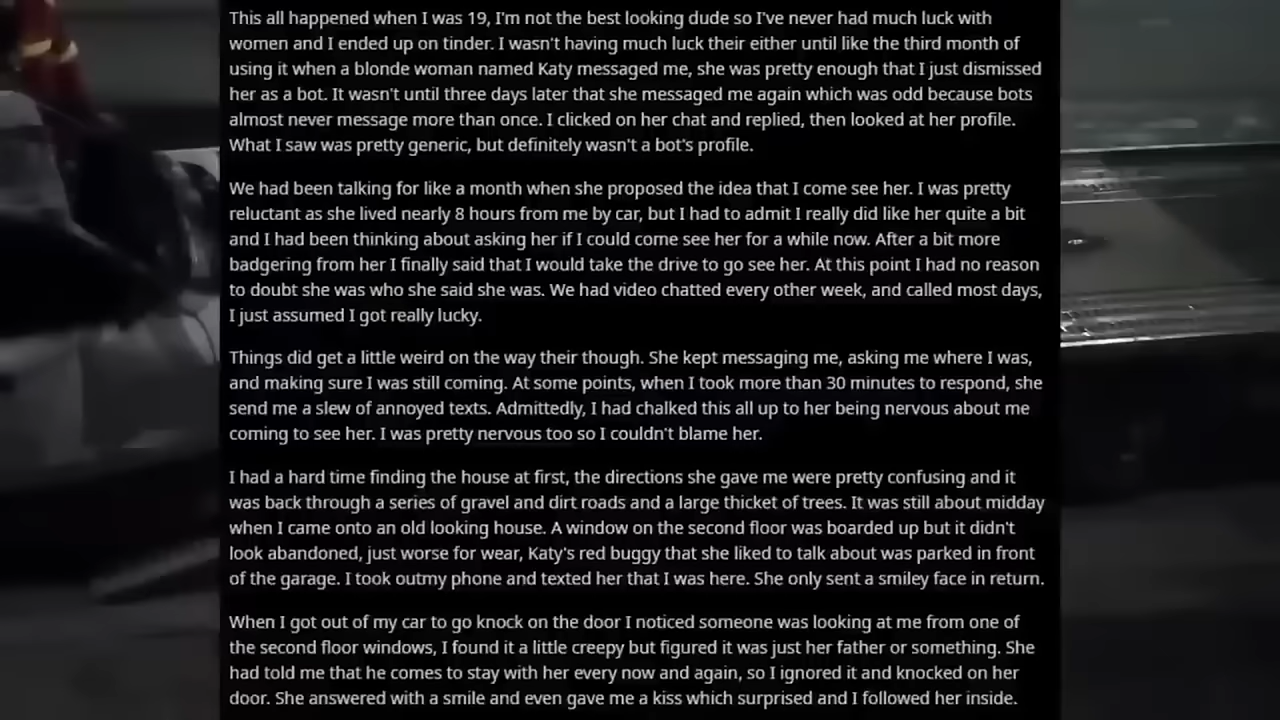 This all happened when I was 19, I'm not the best looking dude so I've never had much luck with
women and I ended up on tinder. I wasn't having much luck their either until like the third month of
using it when a blonde woman named Katy messaged me, she was pretty enough that I just dismissed
her as a bot. It wasn't until three days later that she messaged me again which was odd because bots
almost never message more than once. I clicked on her chat and replied, then looked at her profile.
What I saw was pretty generic, but definitely wasn't a bot's profile.
We had been talking for like a month when she proposed the idea that I come see her. I was pretty
reluctant as she lived nearly 8 hours from me by car, but I had to admit I really did like her quite a bit
and I had been thinking about asking her if I could come see her for a while now. After a bit more
badgering from her I finally said that I would take the drive to go see her. At this point I had no reason
to doubt she was who she said she was. We had video chatted every other week, and called most days,
I just assumed I got really lucky.
Things did get a little weird on the way their though. She kept messaging me, asking me where I was,
and making sure I was still coming. At some points, when I took more than 30 minutes to respond, she
send me a slew of annoyed texts. Admittedly, I had chalked this all up to her being nervous about me
coming to see her. I was pretty nervous too so I couldn't blame her.
I had a hard time finding the house at first, the directions she gave me were pretty confusing and it
was back through a series of gravel and dirt roads and a large thicket of trees. It was still about midday
when I came onto an old looking house. A window on the second floor was boarded up but it didn't
look abandoned, just worse for wear, Katy's red buggy that she liked to talk about was parked in front
of the garage. I took outmy phone and texted her that I was here. She only sent a smiley face in return.
When I got out of my car to go knock on the door I noticed someone was looking at me from one of
the second floor windows, I found it a little creepy but figured it was just her father or something. She
had told me that he comes to stay with her every now and again, so I ignored it and knocked on her
door. She answered with a smile and even gave me a kiss which surprised and I followed her inside.